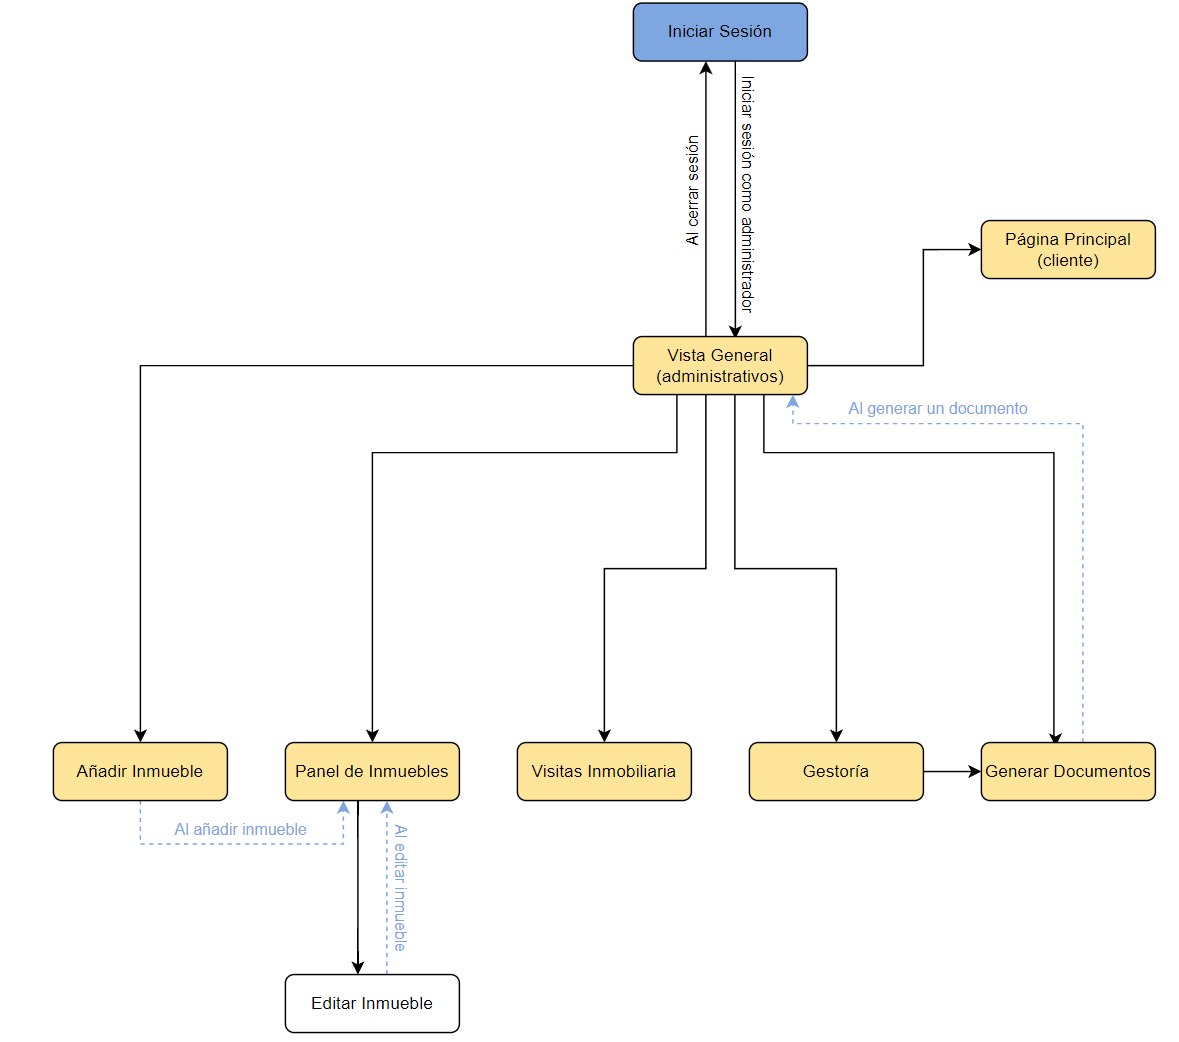 Iniciar Sesión
Al cerrar sesión
Iniciar sesión como administrador
Página Principal
(cliente)
Vista General
(administrativos)
Al generar un documento
Añadir Inmueble
Panel de Inmuebles
Visitas Inmobiliaria
Gestoría
Generar Documentos
Al añadir inmueble
Al editar inmueble
Editar Inmueble